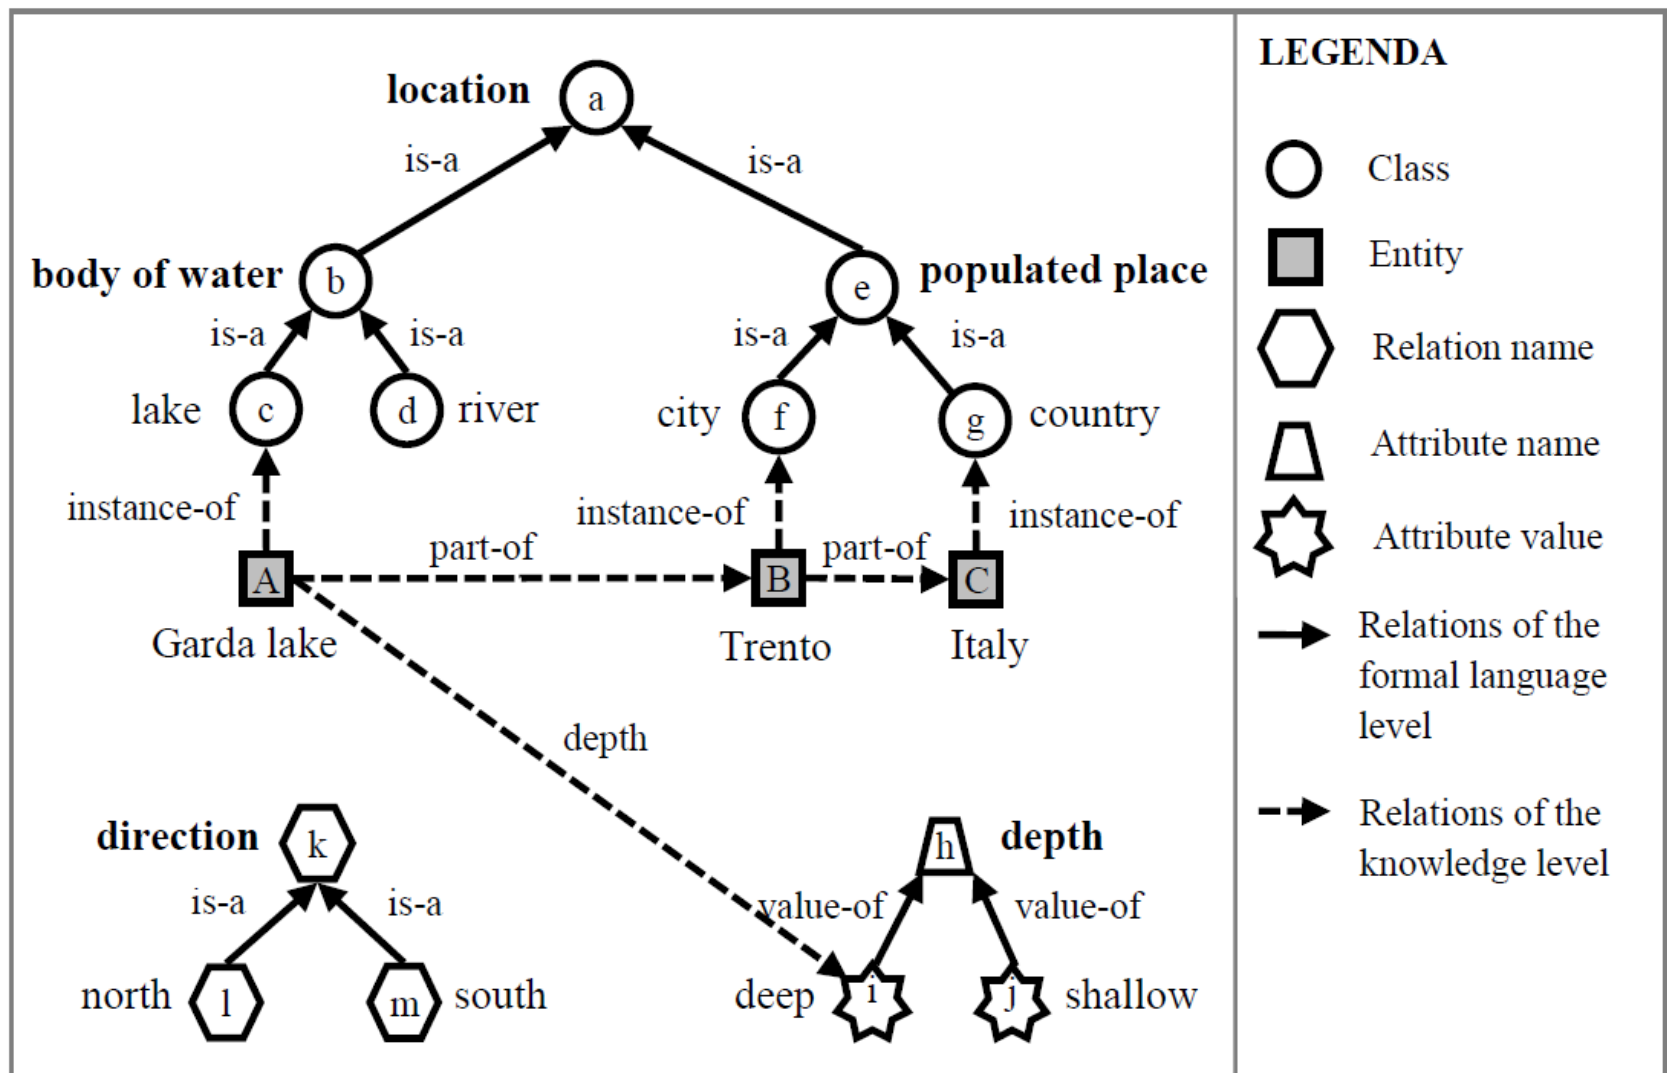 LEGENDA
location
a
is-a
is-a
Class
body of water
b
e
populated place
Entity
is-a
is-a
is-a
is-a
Relation name
lake
c
d
river
city
f
g
country
Attribute name
instance-of
instance-of
instance-of
Attribute value
part-of
part-of
A
B
C
Garda lake
Trento
Italy
Relations of the
formal language
level
depth
direction
k
h
depth
Relations of the
knowledge level
is-a
is-a
value-of
value-of
north
l
m
south
deep
i
j
shallow